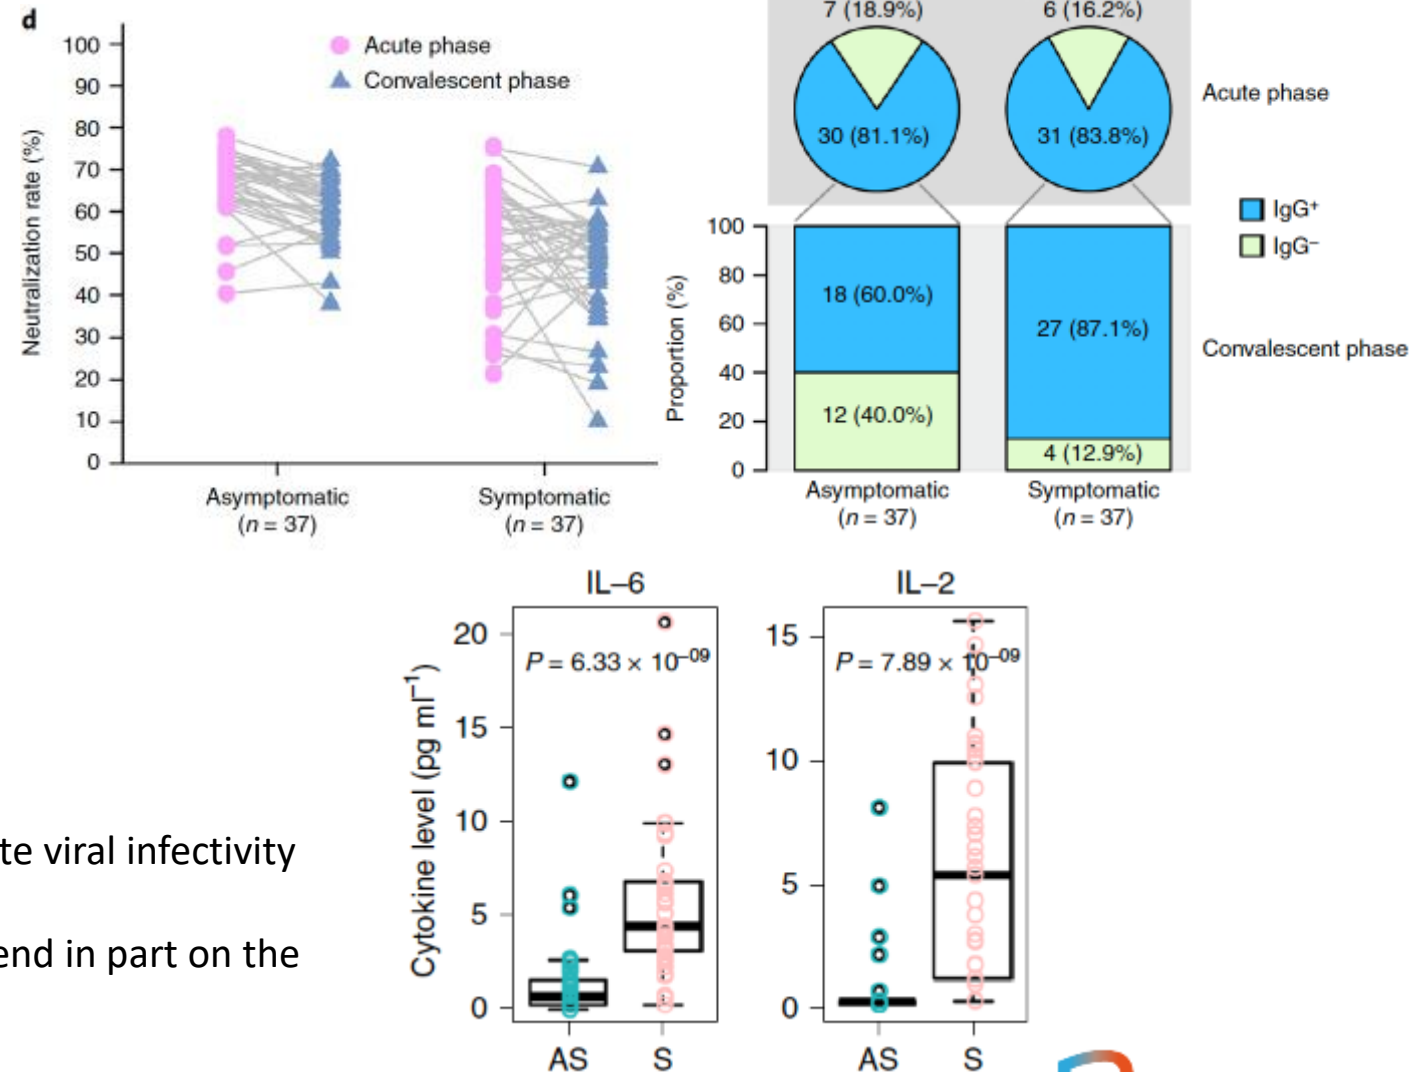 d
100
90
80
70
60
50
40
30
20
10
0
Neutralization rate (%)
Acute phase
Convalescent phase
Asymptomatic
(n = 37)
Symptomatic
(n = 37)
7 (18.9%)
6 (16.2%)
30 (81.1%)
31 (83.8%)
Acute phase
IgG+
IgG–
100
80
60
40
20
0
Proportion (%)
18 (60.0%)
12 (40.0%)
27 (87.1%)
4 (12.9%)
Convalescent phase
Asymptomatic
(n = 37)
Symptomatic
(n = 37)
te viral infectivity
end in part on the
IL–6
P = 6.33 × 10–09
20
15
10
5
0
Cytokine level (pg ml–1)
AS
S
IL–2
P = 7.89 × 10–09
15
10
5
0
AS
S